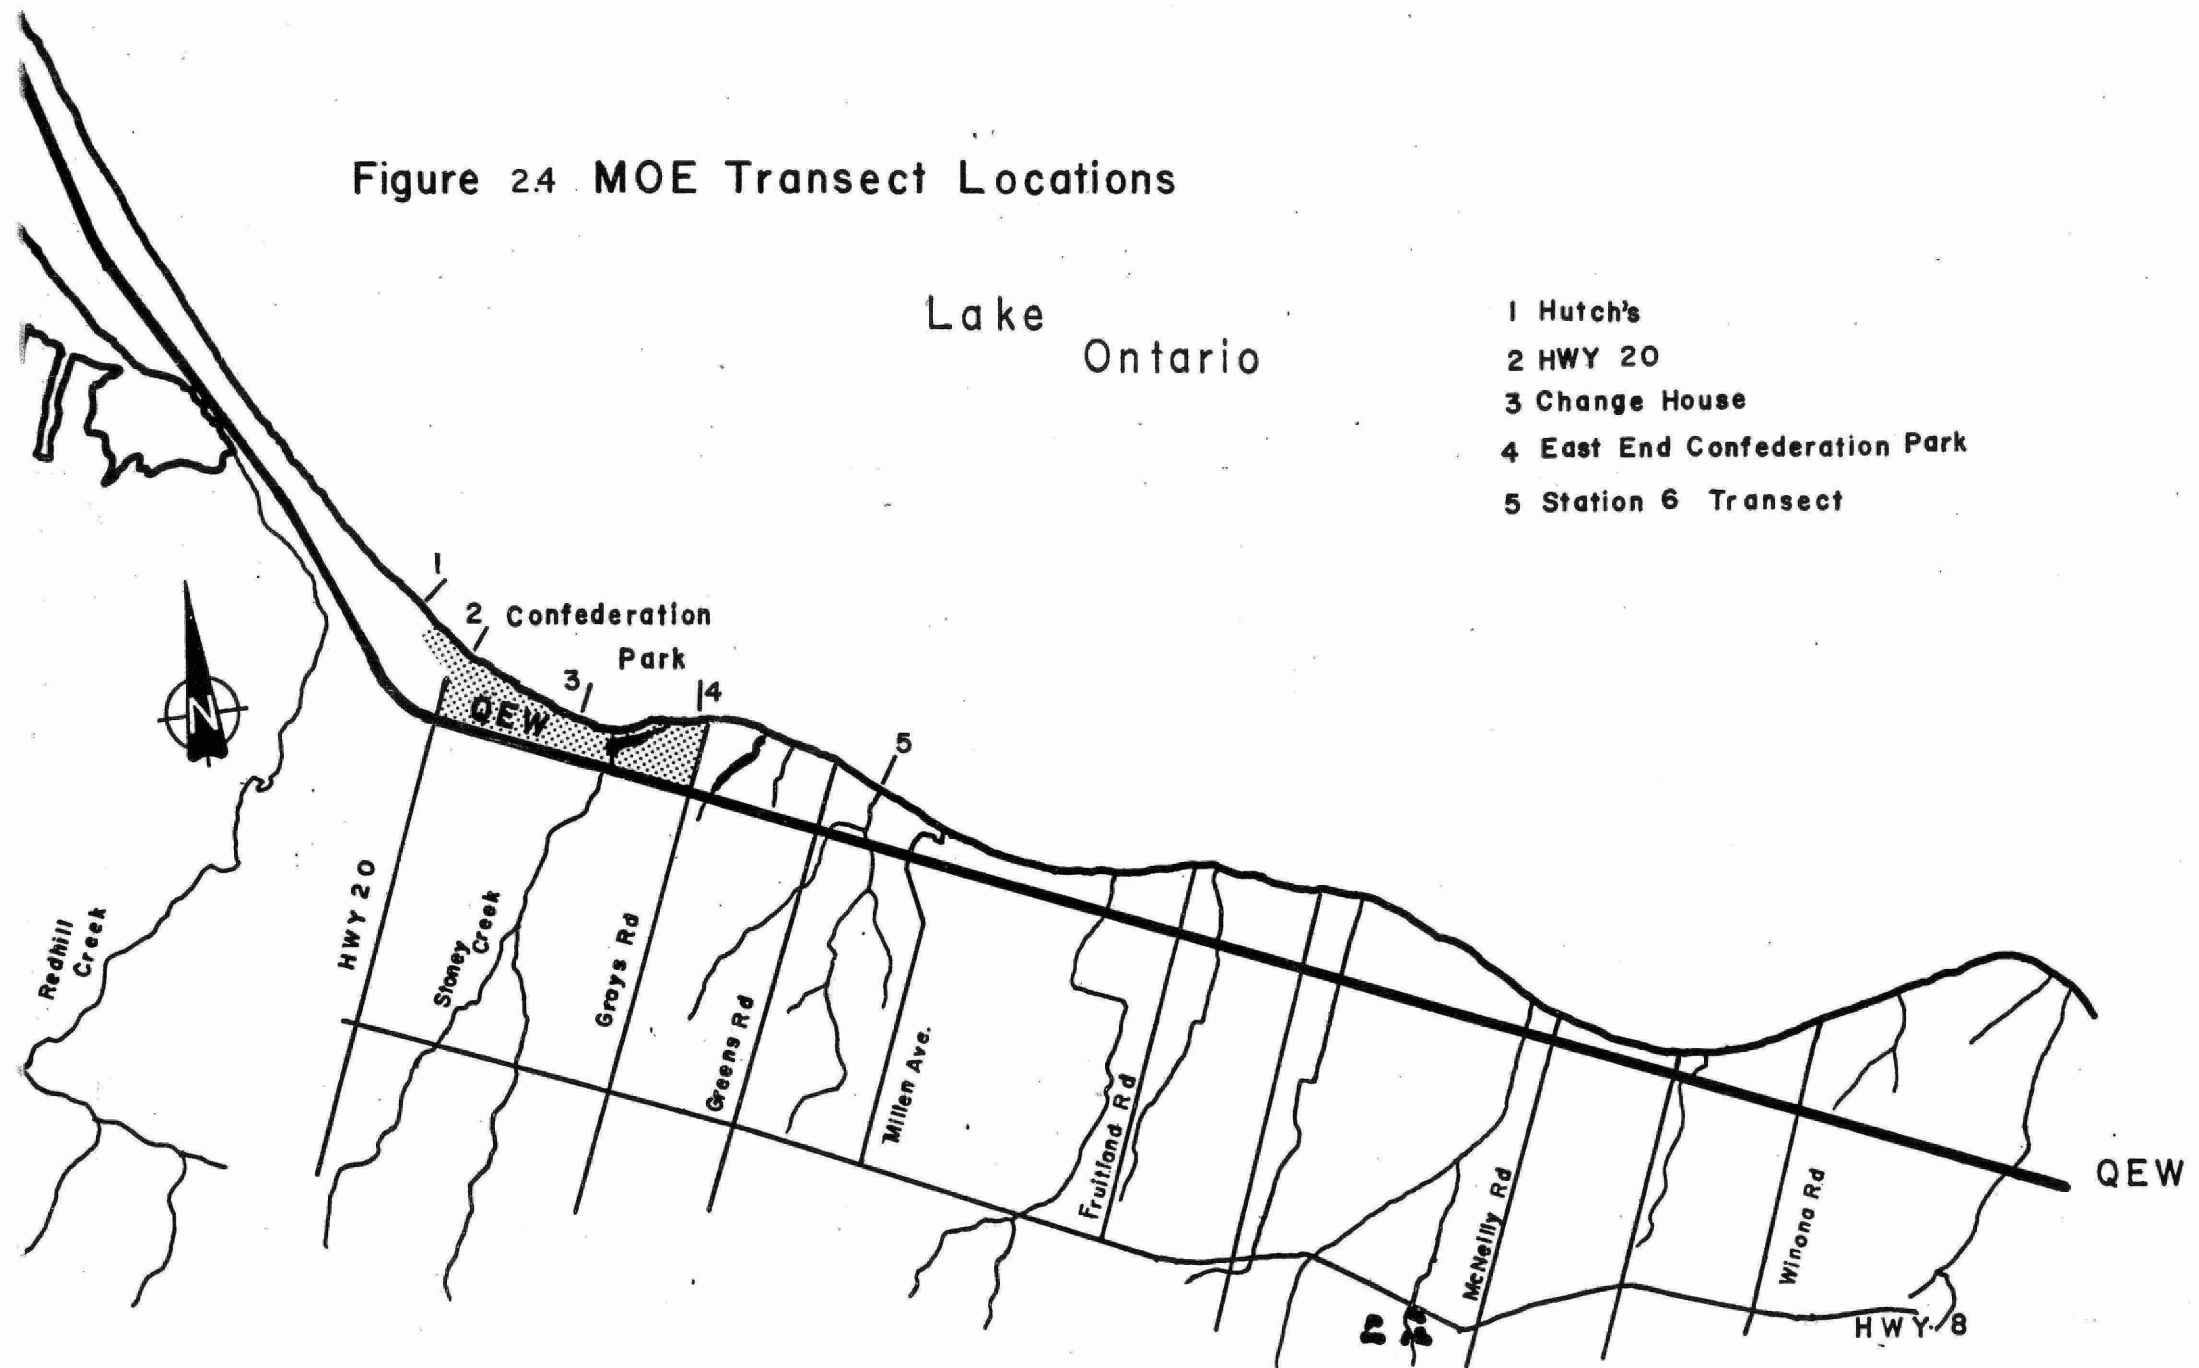 Figure 2.4 MOE Transect Locations
Lake
Ontario
1 Hutch's
2 HWY 20
3 Change House
4 East End Confederation Park
5 Station 6 Transect
1
2 Confederation
Park
3
4
QEW
5
N
HWY 20
Stoney
Creek
Grays Rd
Redhill
Creek
Greens Rd
Millen Ave.
Fruitland Rd
McNeilly Rd
Winona Rd
QEW
HWY. 8